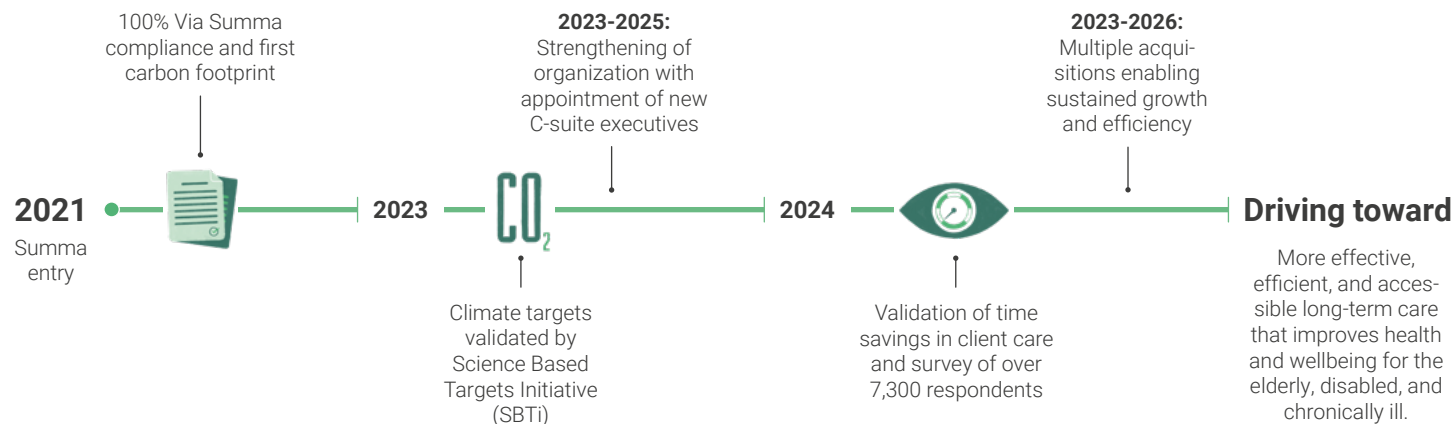 100% Via Summa
compliance and first
carbon footprint
2023-2025:
Strengthening of
organization with
appointment of new
C-suite executives
2023-2026:
Multiple acqui-
sitions enabling
sustained growth
and efficiency
2021
Summa
entry
2023
CO2
2024
Driving toward
More effective,
efficient, and acces-
sible long-term care
that improves health
and wellbeing for the
elderly, disabled, and
chronically ill.
Climate targets
validated by
Science Based
Targets Initiative
(SBTi)
Validation of time
savings in client care
and survey of over
7,300 respondents